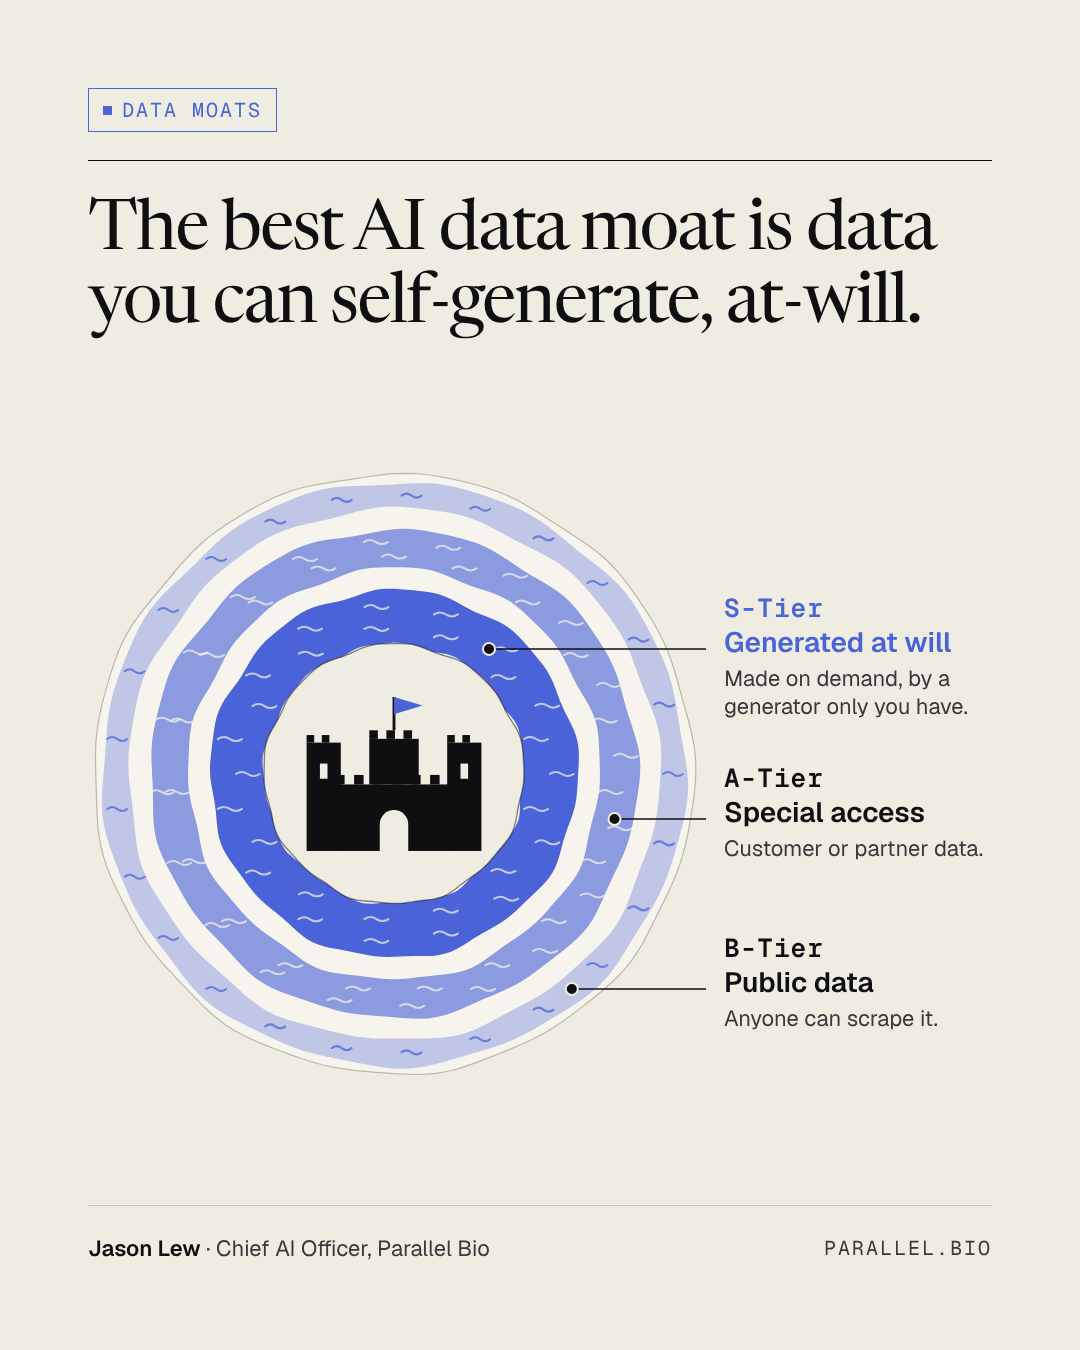 DATA MOATS
The best AI data moat is data
you can self-generate, at-will.
S-Tier
Generated at will
Made on demand, by a
generator only you have.
A-Tier
Special access
Customer or partner data.
B-Tier
Public data
Anyone can scrape it.
Jason Lew · Chief AI Officer, Parallel Bio
PARALLEL.BIO